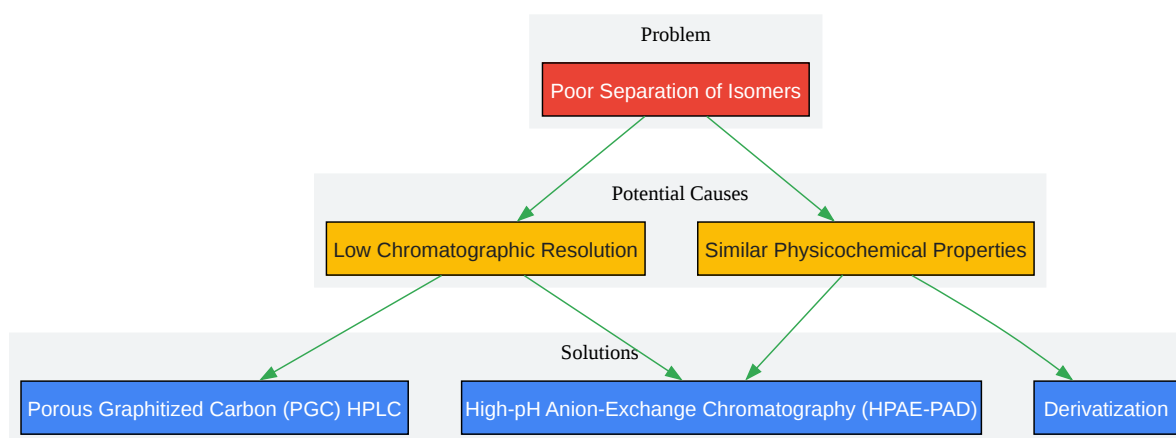 Problem
Poor Separation of Isomers
Potential Causes
Low Chromatographic Resolution
Similar Physicochemical Properties
Solutions
Porous Graphitized Carbon (PGC) HPLC
High-pH Anion-Exchange Chromatography (HPAE-PAD)
Derivatization